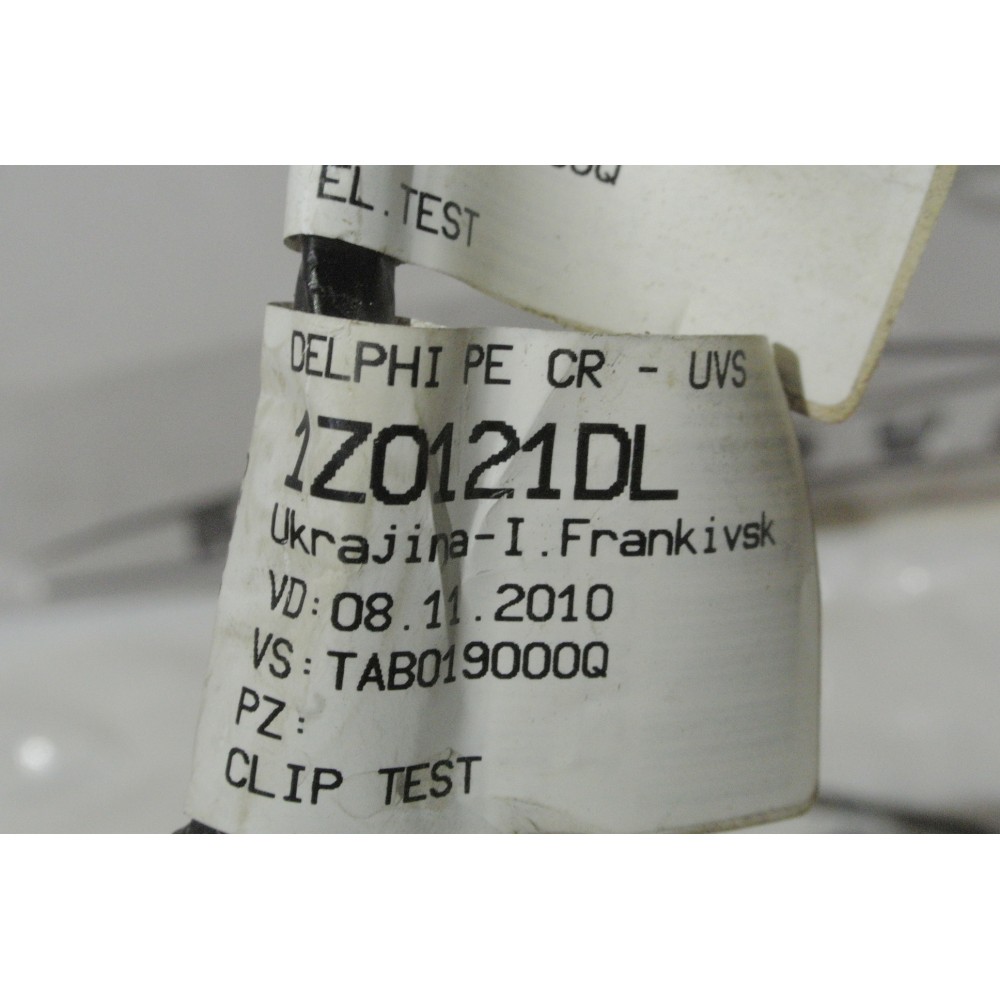 EL.TEST
DELPHI PE CR - UVS
1Z0121DL
Ukrajina-I.Frankivsk
VD:08.11.2010
VS:TAB019000Q
PZ:
CLIP TEST